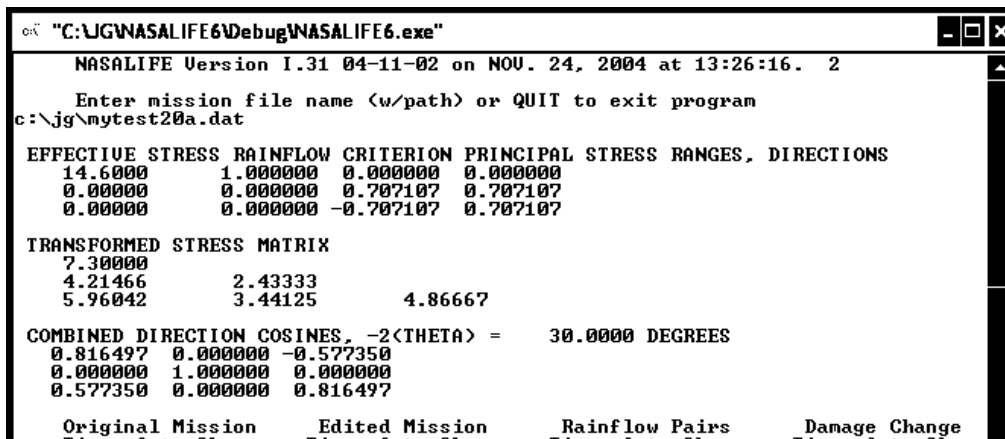 "C:\JG\NASALIFE6\Debug\NASALIFE6.exe"
NASALIFE Version I.31 04-11-02 on NOV. 24, 2004 at 13:26:16. 2
Enter mission file name (w/path) or QUIT to exit program
c:\jg\mytest20a.dat
EFFECTIVE STRESS RAINFLOW CRITERION PRINCIPAL STRESS RANGES, DIRECTIONS
14.6000 1.000000 0.000000 0.000000
0.00000 0.000000 0.707107 0.707107
0.00000 0.000000 -0.707107 0.707107
TRANSFORMED STRESS MATRIX
7.30000
4.21466 2.43333
5.96042 3.44125 4.86667
COMBINED DIRECTION COSINES, -2(THETA) = 30.0000 DEGREES
0.816497 0.000000 -0.577350
0.000000 1.000000 0.000000
0.577350 0.000000 0.816497
Original Mission Edited Mission Rainflow Pairs Damage Change